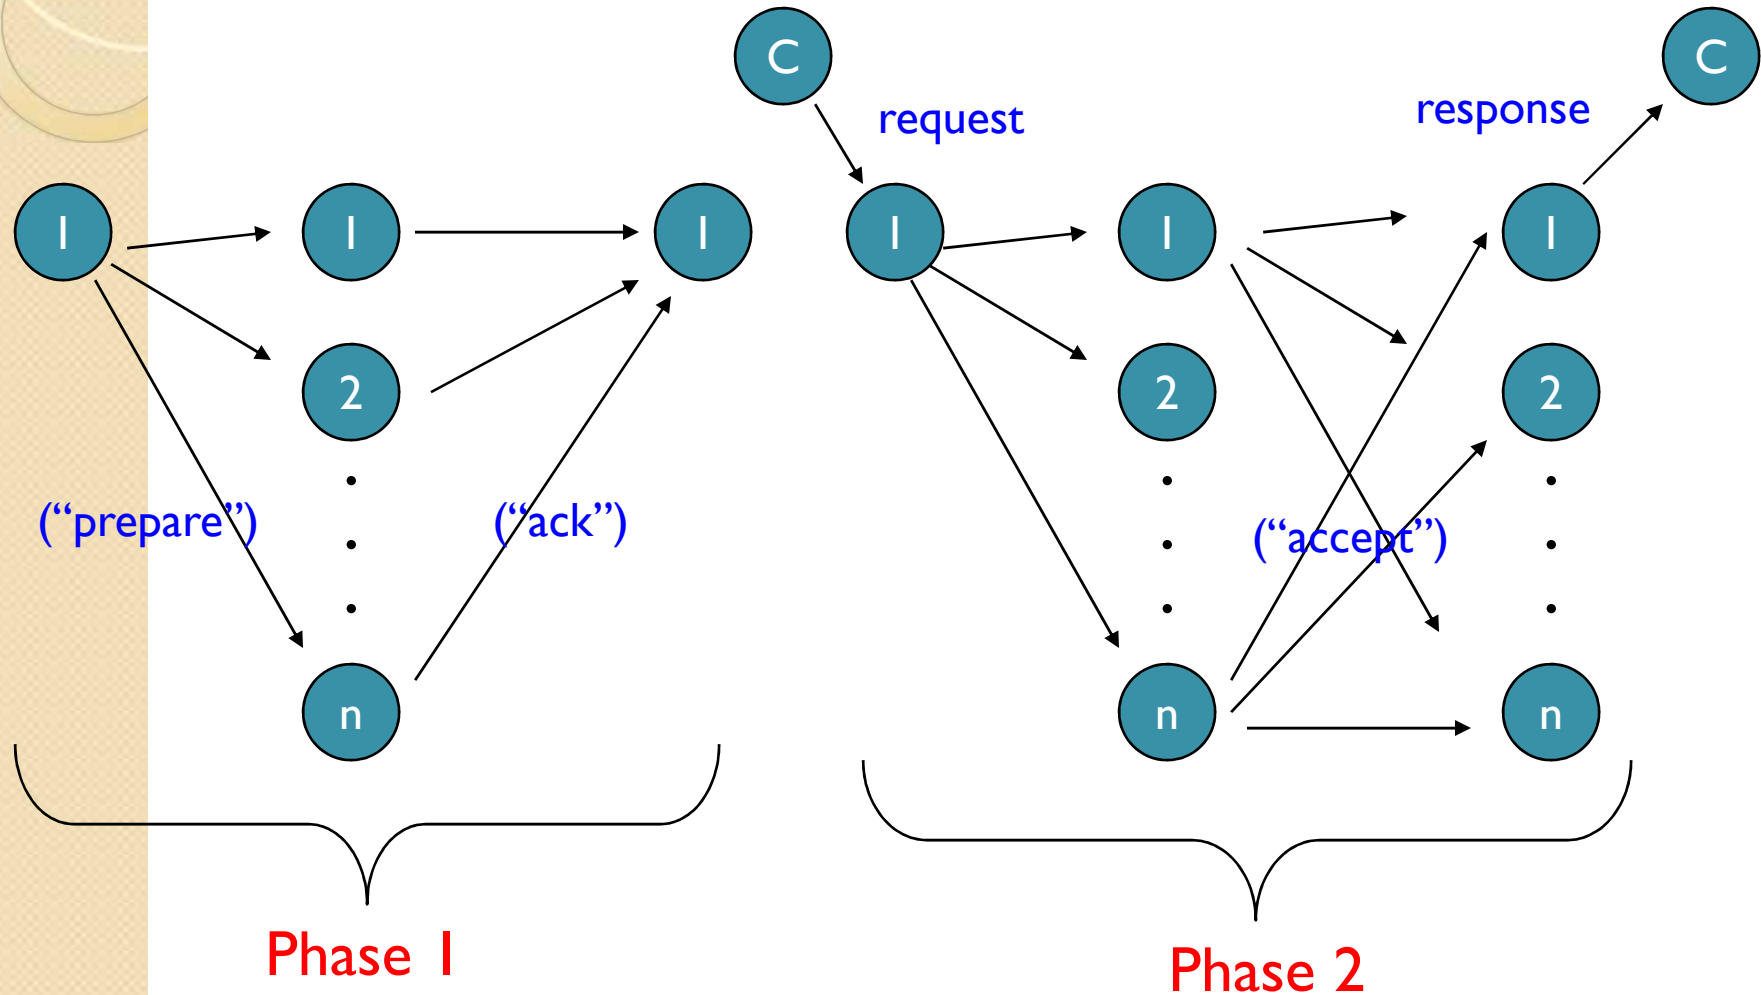 C
C
request
response
1
1
1
1
1
1
2
2
2
("prepare")
("ack")
("accept")
n
n
n
Phase 1
Phase 2